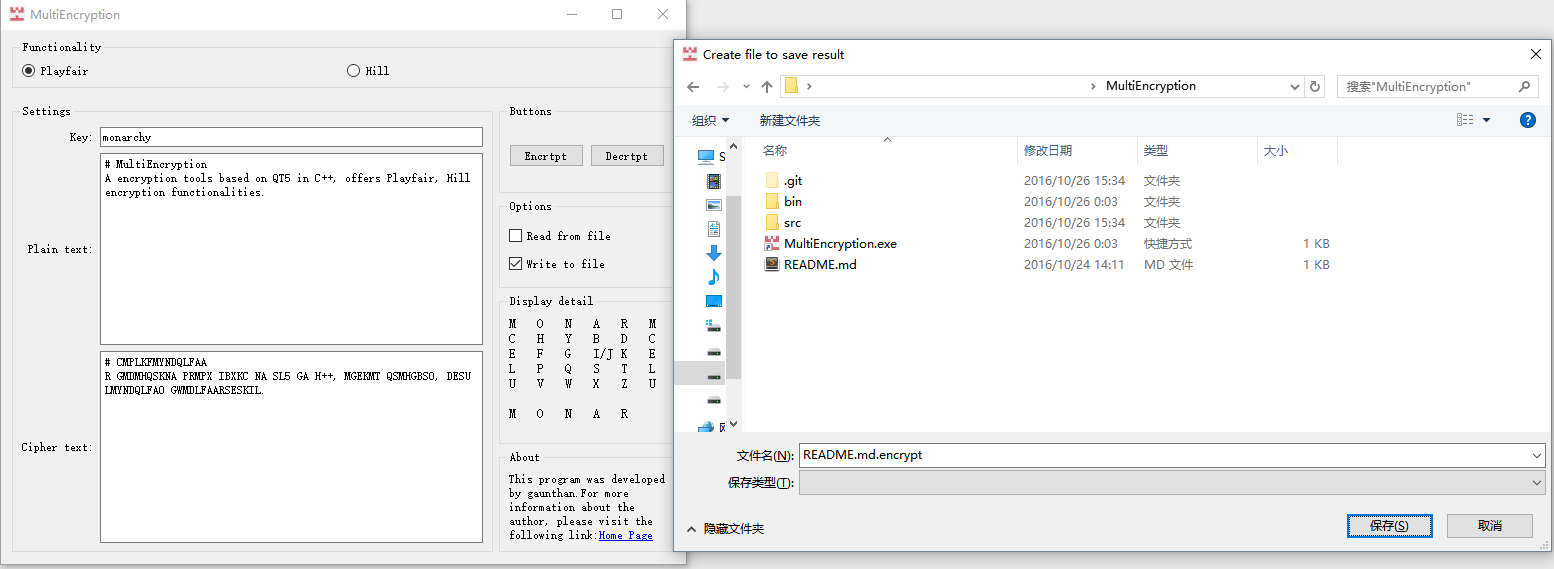 MultiEncryption
Functionality
Playfair
Hill
Settings
Key:
monarchy
Plain text:
# MultiEncryption
A encryption tools based on QT5 in C++, offers Playfair, Hill
encryption functionalities.
Cipher text:
# CMPLKFMYNDQLFAA
R GMDMHQSKNA PRMPX IBXKC NA SL5 GA H++, MGEKMT QSMHGBSO, DESU
LMYNDQLFAO GWMDLFAARSESKIL.
Buttons
Encrtpt
Decrtpt
Options
Read from file
Write to file
Display detail
M O N A R M
C H Y B D C
E F G I/J K E
L P Q S T L
U V W X Z U
M O N A R
About
This program was developed
by gaunthan.For more
information about the
author, please visit the
following link:Home Page
Create file to save result
MultiEncryption
搜索"MultiEncryption"
组织
新建文件夹
名称 修改日期 类型 大小
.git 2016/10/26 15:34 文件夹
bin 2016/10/26 0:03 文件夹
src 2016/10/26 15:34 文件夹
MultiEncryption.exe 2016/10/26 0:03 快捷方式 1 KB
README.md 2016/10/24 14:11 MD 文件 1 KB
文件名(N): README.md.encrypt
保存类型(T):
隐藏文件夹
保存(S)
取消